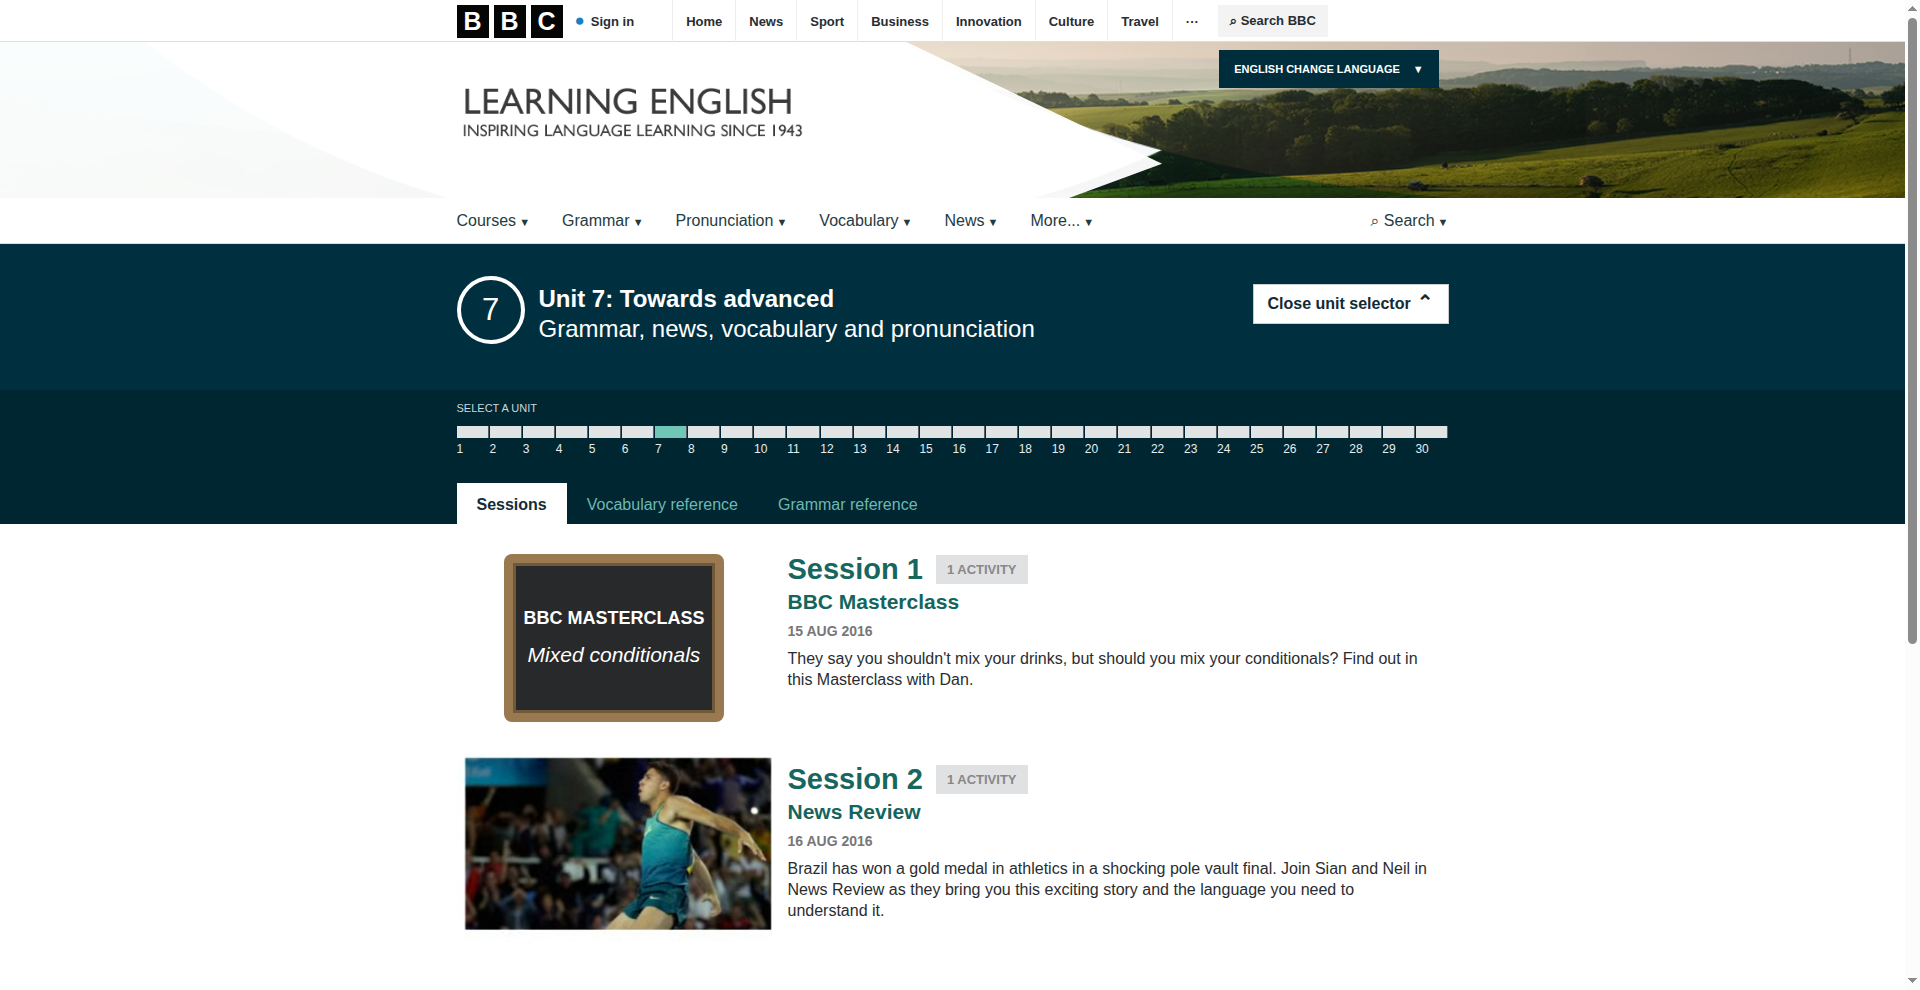 BBC
Sign in
Home
News
Sport
Business
Innovation
Culture
Travel
...
Search BBC
ENGLISH CHANGE LANGUAGE
LEARNING ENGLISH
INSPIRING LANGUAGE LEARNING SINCE 1943
Courses
Grammar
Pronunciation
Vocabulary
News
More...
Search
7
Unit 7: Towards advanced
Grammar, news, vocabulary and pronunciation
Close unit selector
SELECT A UNIT
1 2 3 4 5 6 7 8 9 10 11 12 13 14 15 16 17 18 19 20 21 22 23 24 25 26 27 28 29 30
Sessions
Vocabulary reference
Grammar reference
BBC MASTERCLASS
Mixed conditionals
Session 1
1 ACTIVITY
BBC Masterclass
15 AUG 2016
They say you shouldn't mix your drinks, but should you mix your conditionals? Find out in
this Masterclass with Dan.
Session 2
1 ACTIVITY
News Review
16 AUG 2016
Brazil has won a gold medal in athletics in a shocking pole vault final. Join Sian and Neil in
News Review as they bring you this exciting story and the language you need to
understand it.